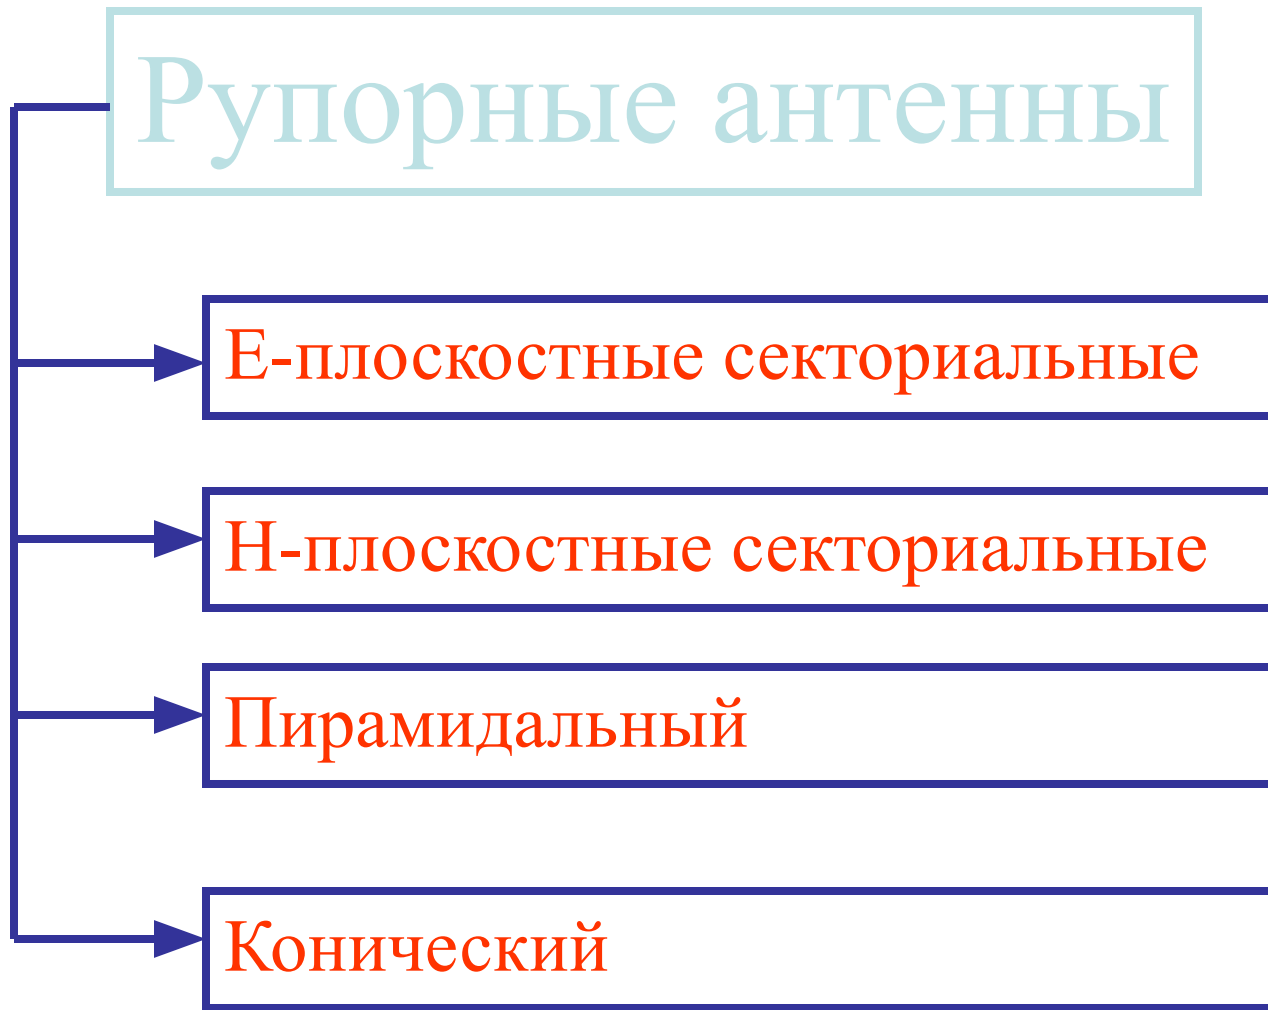 Рупорные антенны
Е-плоскостные секториальные
Н-плоскостные секториальные
Пирамидальный
Конический